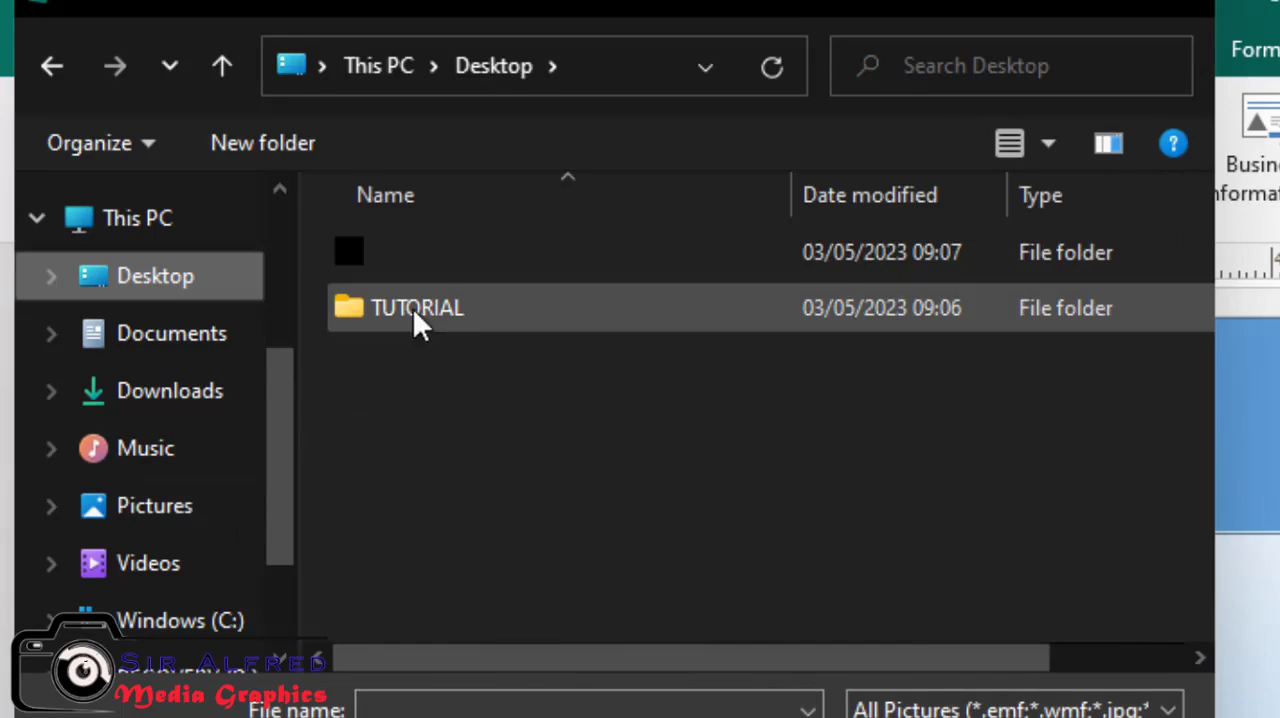 This PC Desktop
Search Desktop
Form
Organize
New folder
?
Busin
nforma
Name
Date modified
Type
This PC
Desktop
Documents
Downloads
Music
Pictures
Videos
Windows (C:)
03/05/2023 09:07
File folder
TUTORIAL
03/05/2023 09:06
File folder
Sir Alfred
Media Graphics
File name:
All Pictures (*.emf;*.wmf;*.jpg;*